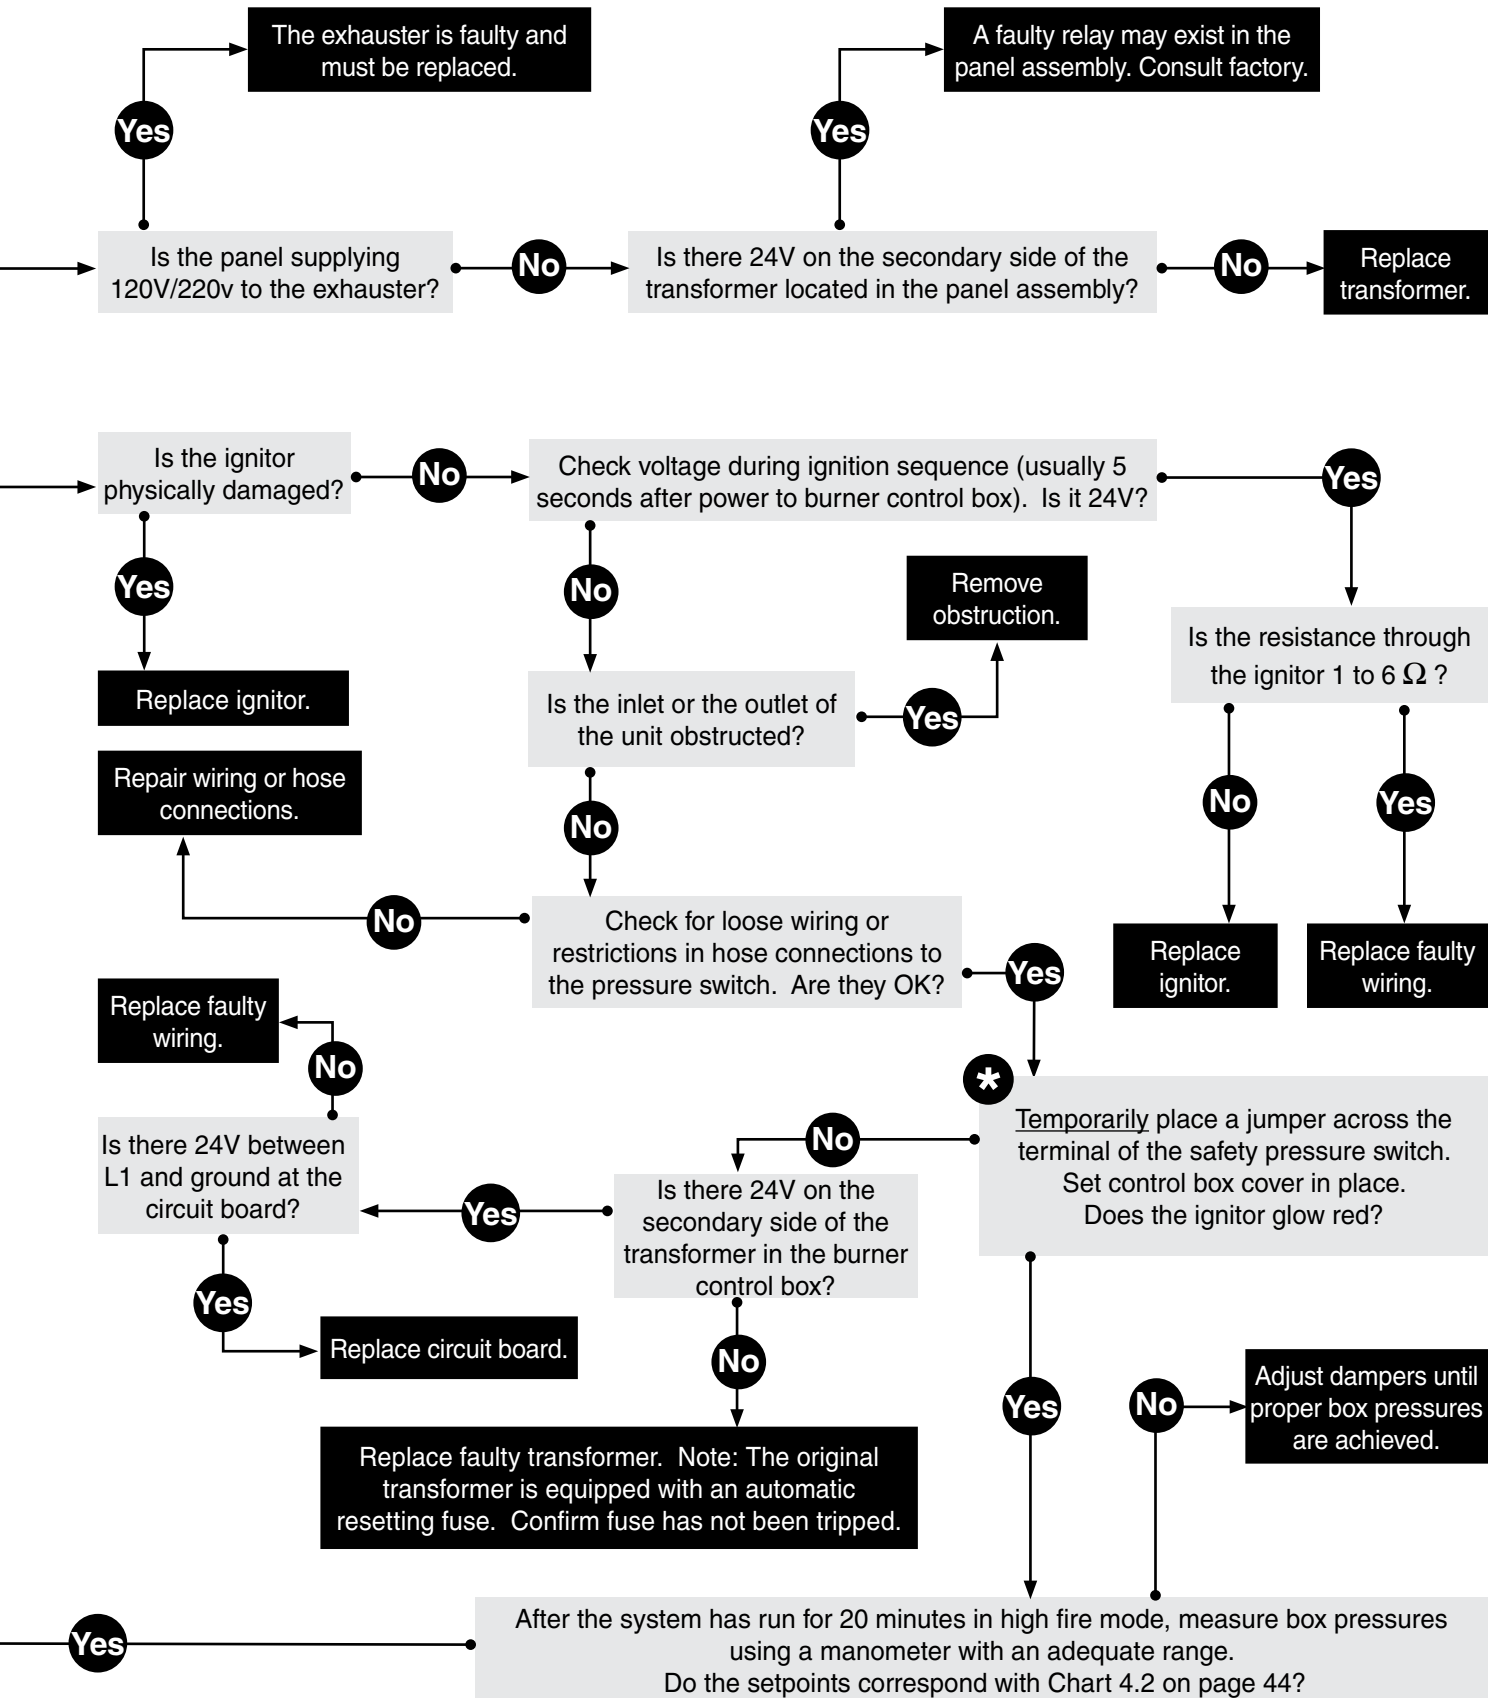 The exhauster is faulty and
must be replaced.
A faulty relay may exist in the
panel assembly. Consult factory.
Yes
Yes
Is the panel supplying
120V/220v to the exhauster?
No
Is there 24V on the secondary side of the
transformer located in the panel assembly?
No
Replace
transformer.
Is the ignitor
physically damaged?
No
Check voltage during ignition sequence (usually 5
seconds after power to burner control box).  Is it 24V?
Yes
Yes
Replace ignitor.
No
Remove
obstruction.
Is the resistance through
the ignitor 1 to 6 Ω ?
Is the inlet or the outlet of
the unit obstructed?
Yes
Repair wiring or hose
connections.
No
No
Yes
No
Check for loose wiring or
restrictions in hose connections to
the pressure switch.  Are they OK?
Yes
Replace
ignitor.
Replace faulty
wiring.
Replace faulty
wiring.
No
*
Temporarily place a jumper across the
terminal of the safety pressure switch.
Set control box cover in place.
Does the ignitor glow red?
No
Is there 24V between
L1 and ground at the
circuit board?
Yes
Is there 24V on the
secondary side of the
transformer in the burner
control box?
Yes
Replace circuit board.
No
Yes
No
Adjust dampers until
proper box pressures
are achieved.
Replace faulty transformer.  Note: The original
transformer is equipped with an automatic
resetting fuse.  Confirm fuse has not been tripped.
Yes
After the system has run for 20 minutes in high fire mode, measure box pressures
using a manometer with an adequate range.
Do the setpoints correspond with Chart 4.2 on page 44?